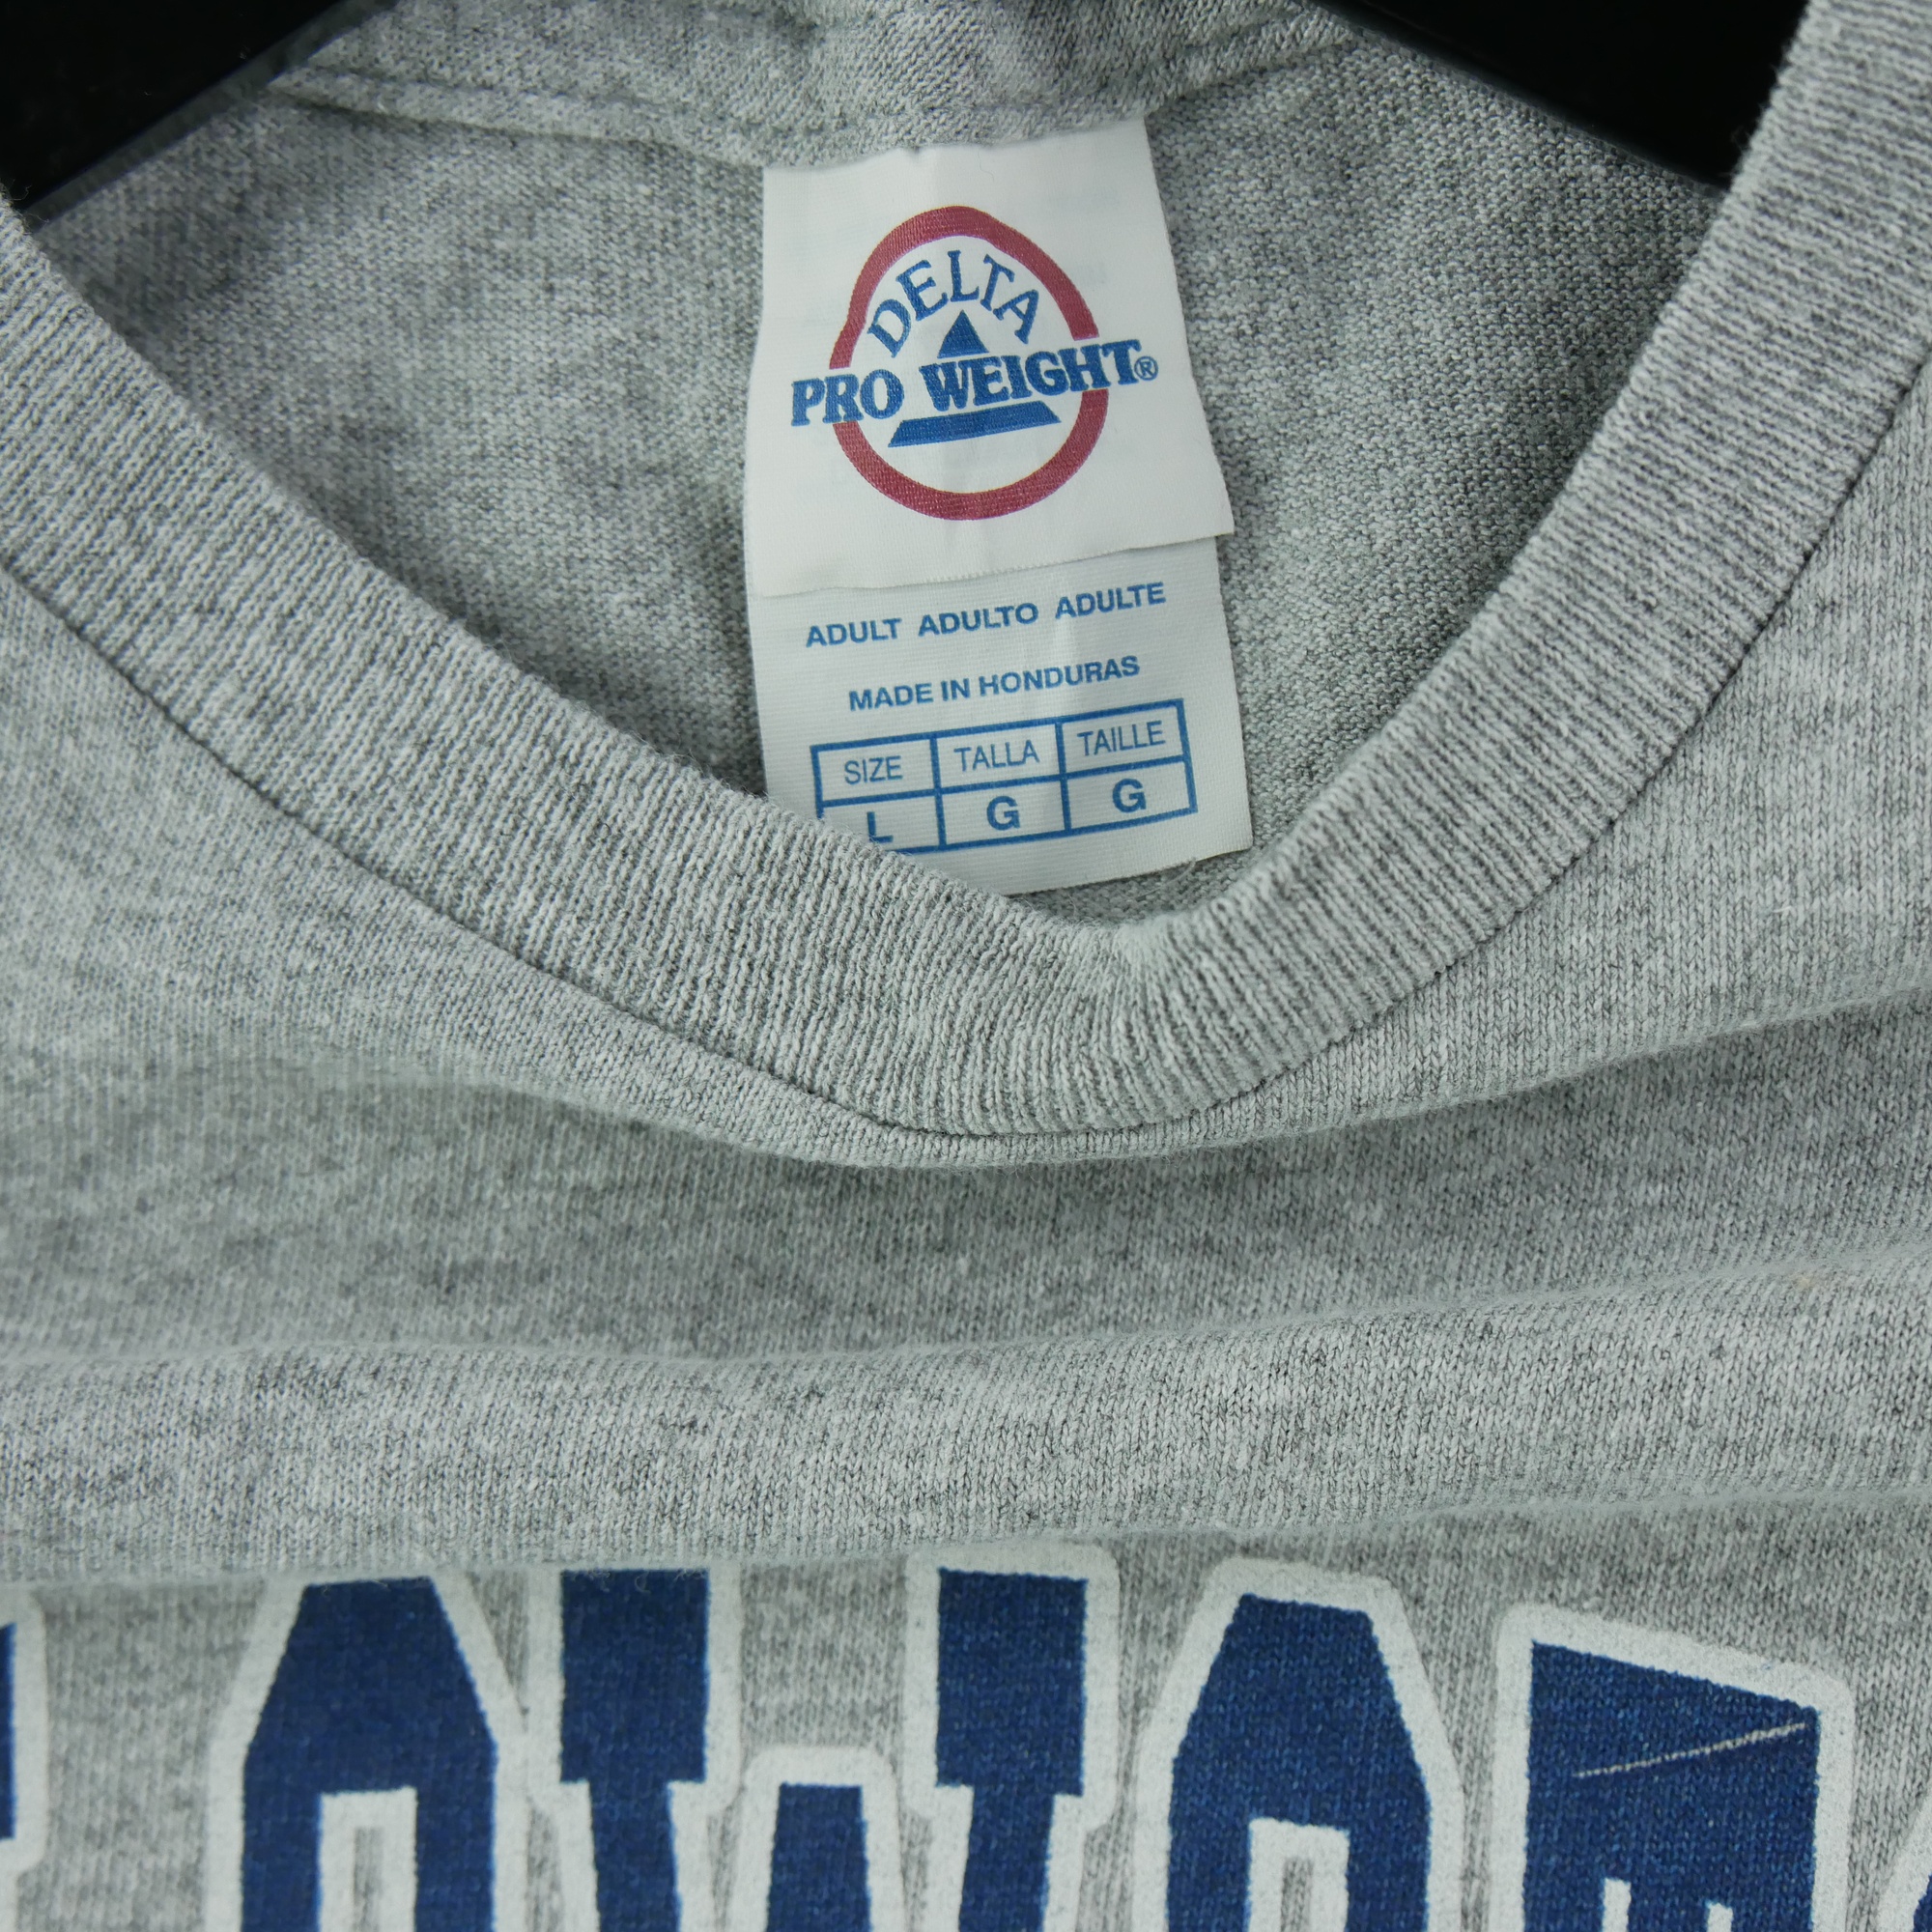 DELTA
PRO WEIGHT®
ADULT ADULTO ADULTE
MADE IN HONDURAS
SIZE TALLA TAILLE
L G G